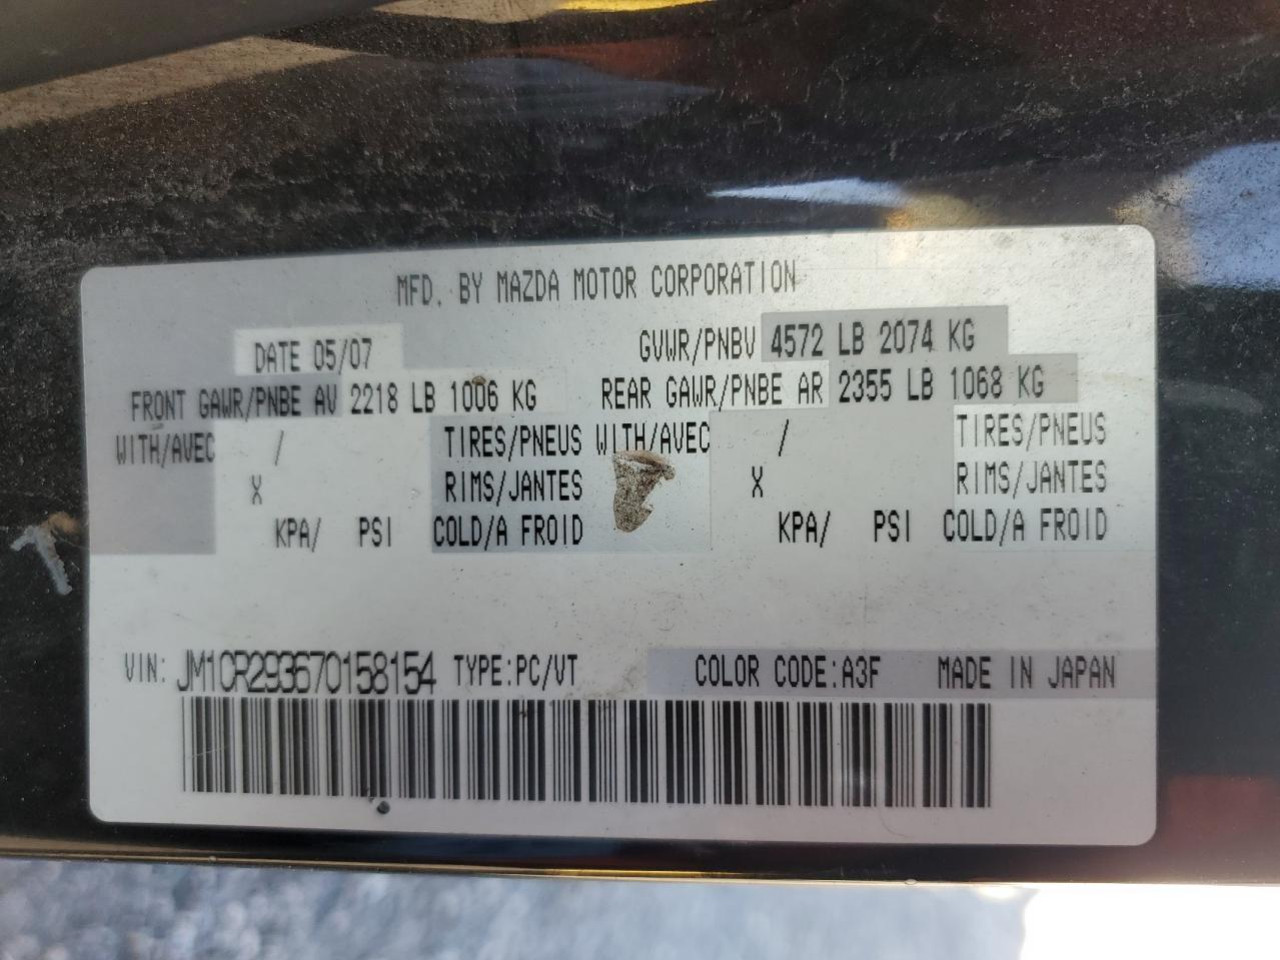 MFD. BY MAZDA MOTOR CORPORATION
DATE 05/07 GVWR/PNBV 4572 LB 2074 KG
FRONT GAWR/PNBE AV 2218 LB 1006 KG REAR GAWR/PNBE AR 2355 LB 1068 KG
WITH/AVEC / TIRES/PNEUS WITH/AVEC / TIRES/PNEUS
X RIMS/JANTES X RIMS/JANTES
KPA/ PSI COLD/A FROID KPA/ PSI COLD/A FROID
VIN: JM1CR293670158154 TYPE:PC/VT COLOR CODE:A3F MADE IN JAPAN